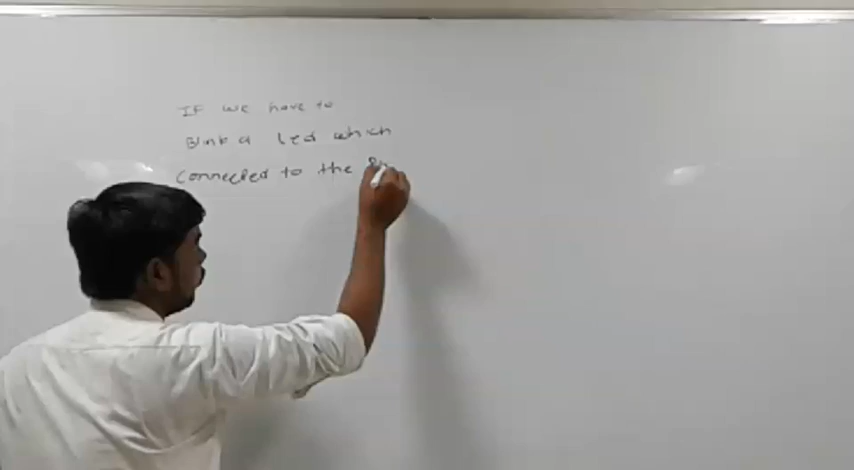 IF we have to
Blink a led which
connected to the